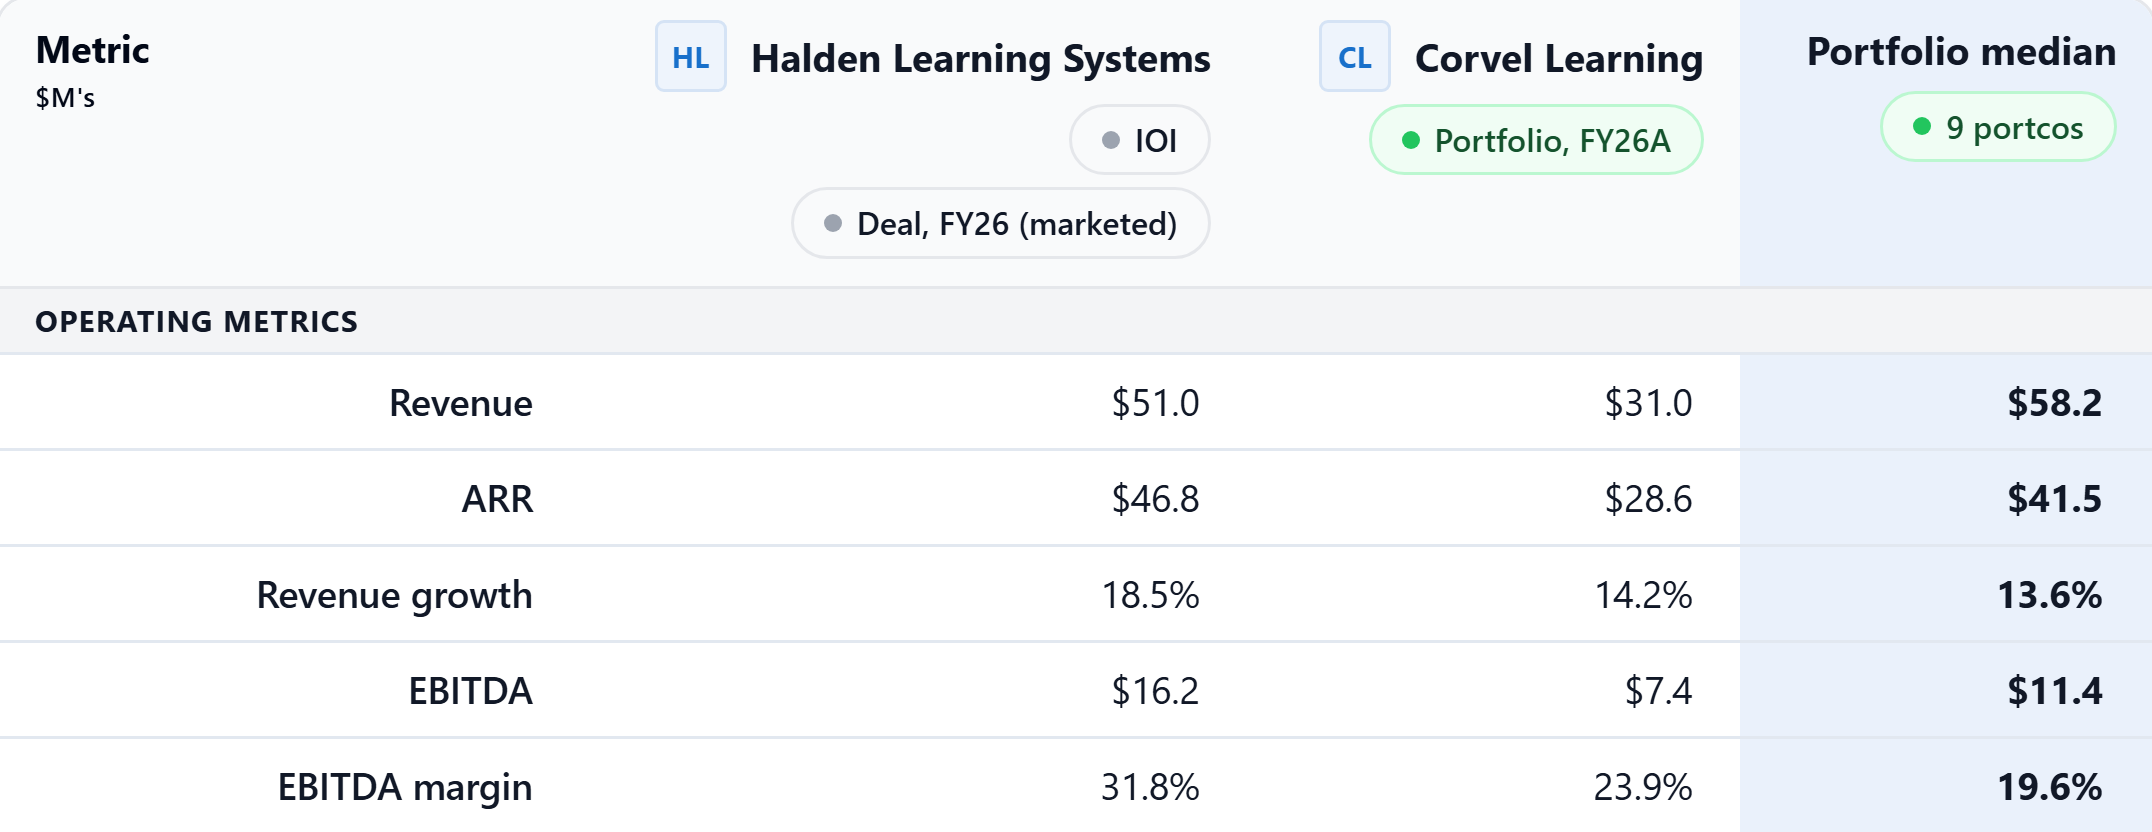 Metric
$M's
HL Halden Learning Systems
IOI
Deal, FY26 (marketed)
CL Corvel Learning
Portfolio, FY26A
Portfolio median
9 portcos
OPERATING METRICS
Revenue $51.0 $31.0 $58.2
ARR $46.8 $28.6 $41.5
Revenue growth 18.5% 14.2% 13.6%
EBITDA $16.2 $7.4 $11.4
EBITDA margin 31.8% 23.9% 19.6%